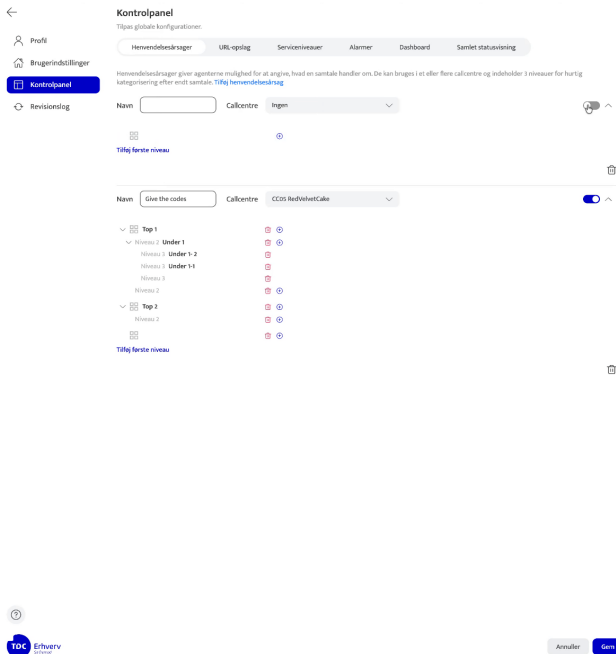 Kontrolpanel
Tilpas globale konfigurationer.
Profil
Brugerindstillinger
Kontrolpanel
Revisionslog
Henvendelsesårsager URL-opslag Serviceniveauer Alarmer Dashboard Samlet statusvisning
Henvendelsesårsager giver agenterne mulighed for at angive, hvad en samtale handler om. De kan bruges i et eller flere callcentre og indeholder 3 niveauer for hurtig
kategorisering efter endt samtale. Tilføj henvendelsesårsag
Navn Callcentre Ingen
Tilføj første niveau
Navn Give the codes Callcentre CC05 RedVelvetCake
Top 1
Niveau 2 Under 1
Niveau 3 Under 1- 2
Niveau 3 Under 1-1
Niveau 3
Niveau 2
Top 2
Niveau 2
Tilføj første niveau
?
TDC Erhverv
Annuller Gem